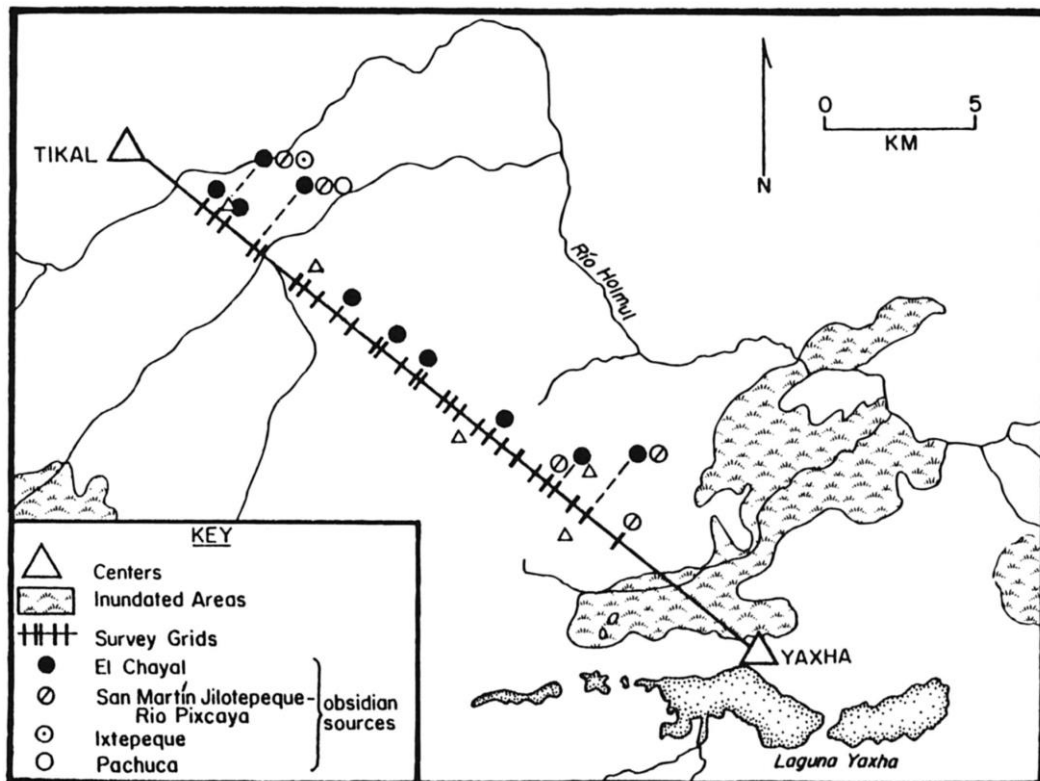 TIKAL
0 5
KM
N
Río Holmul
KEY
Centers
Inundated Areas
Survey Grids
El Chayal
San Martín Jilotepeque-
Rio Pixcaya
Ixtepeque
Pachuca
obsidian
sources
YAXHA
Laguna Yaxha